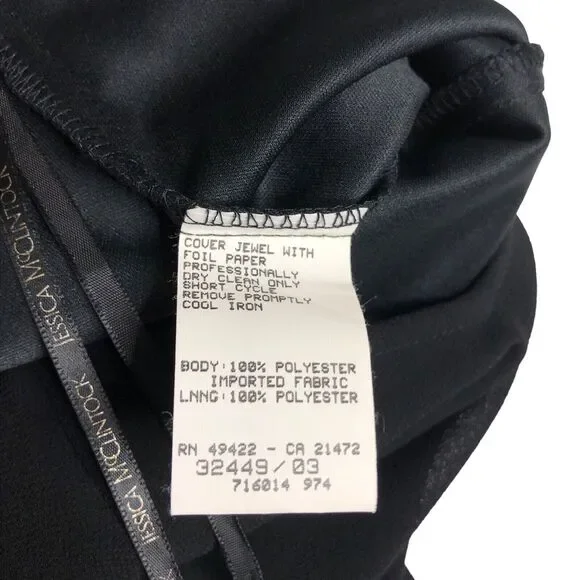 COVER JEWEL WITH
FOIL PAPER
PROFESSIONALLY
DRY CLEAN ONLY
SHORT CYCLE
REMOVE PROMPTLY
COOL IRON
BODY:100% POLYESTER
IMPORTED FABRIC
LNNG:100% POLYESTER
RN 49422 - CA 21472
32449/03
716014 974
JESSICA McCLINTOCK
JESSICA McCLINTOCK